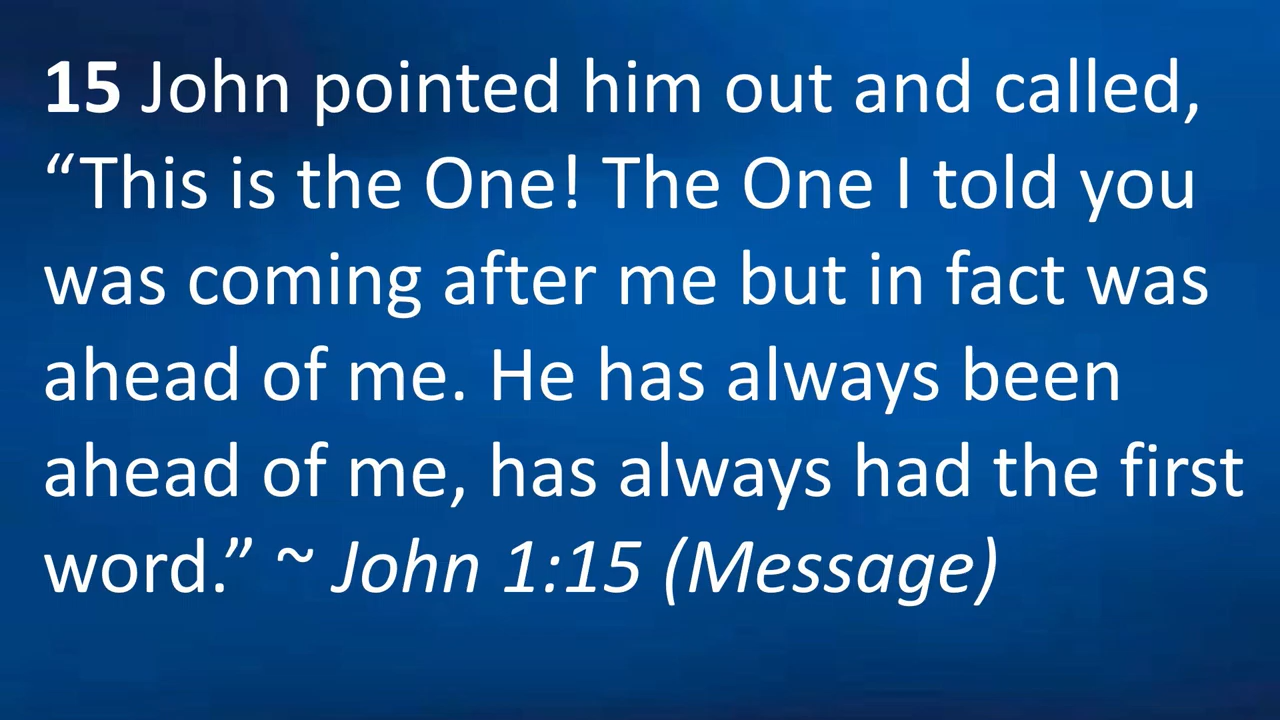 15 John pointed him out and called,
“This is the One! The One I told you
was coming after me but in fact was
ahead of me. He has always been
ahead of me, has always had the first
word.” ~ John 1:15 (Message)